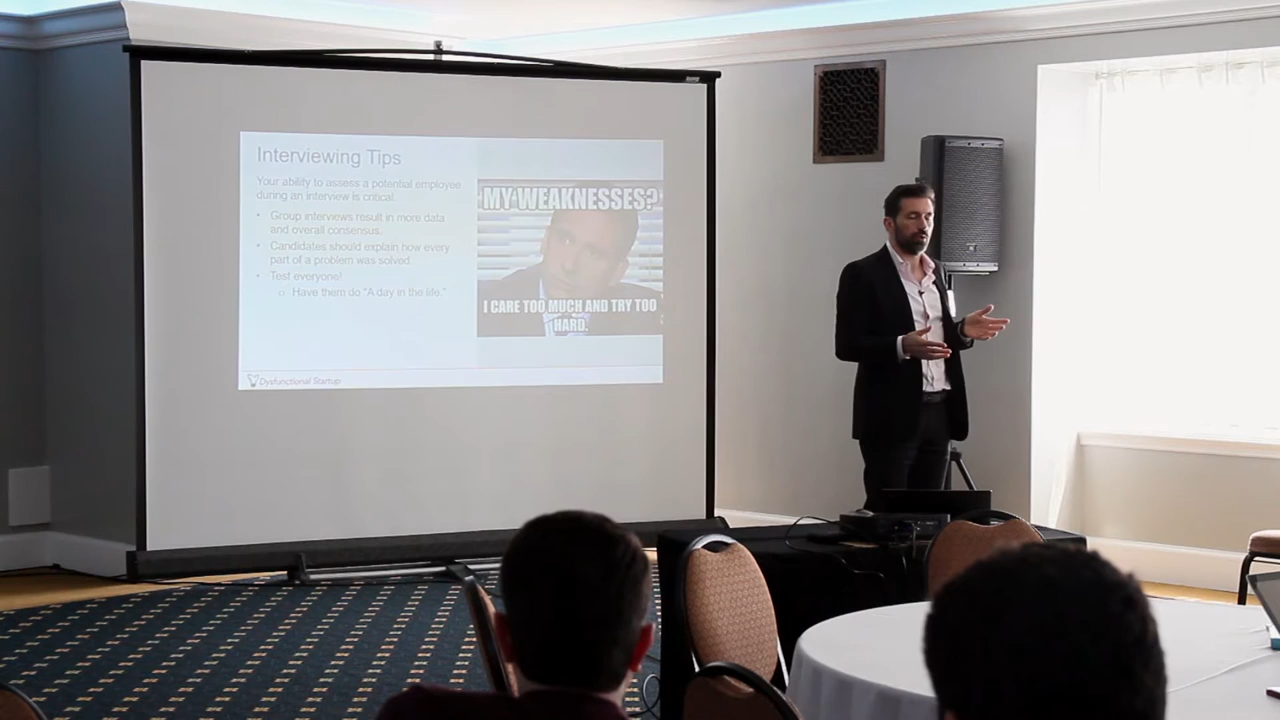 Interviewing Tips
Your ability to assess a potential employee
during an interview is critical.
• Group interviews result in more data
and overall consensus.
• Candidates should explain how every
part of a problem was solved.
• Test everyone!
o Have them do "A day in the life."
MY WEAKNESSES?
I CARE TOO MUCH AND TRY TOO
HARD.
Dysfunctional Startup